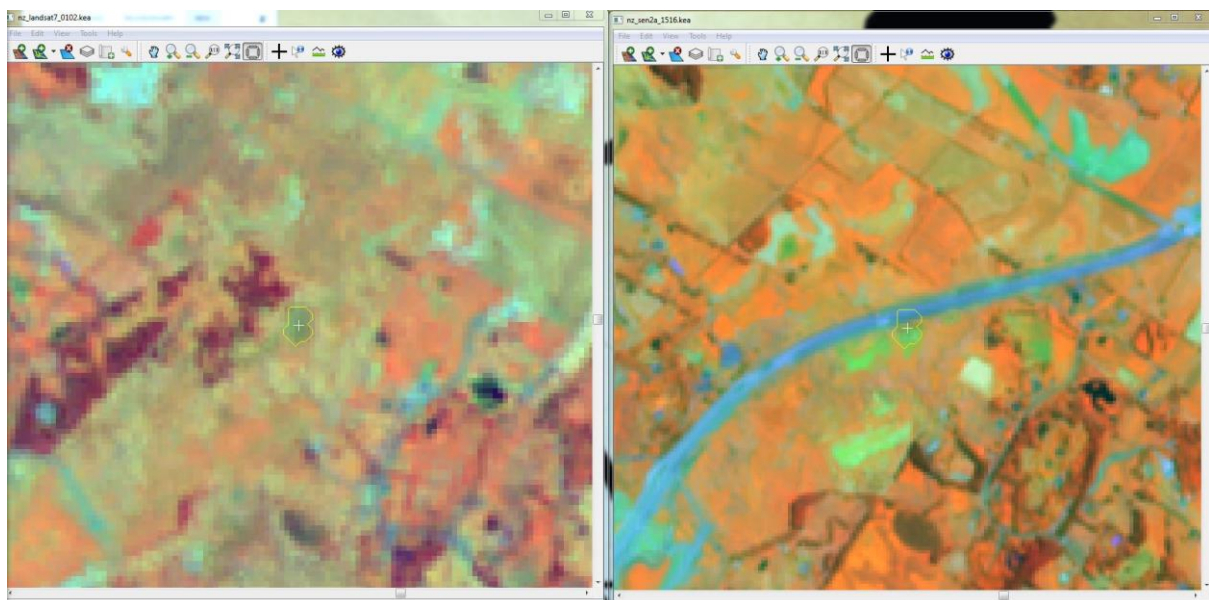 nz_landsat7_0102.kea
File Edit View Tools Help
nz_sen2a_1516.kea
File Edit View Tools Help